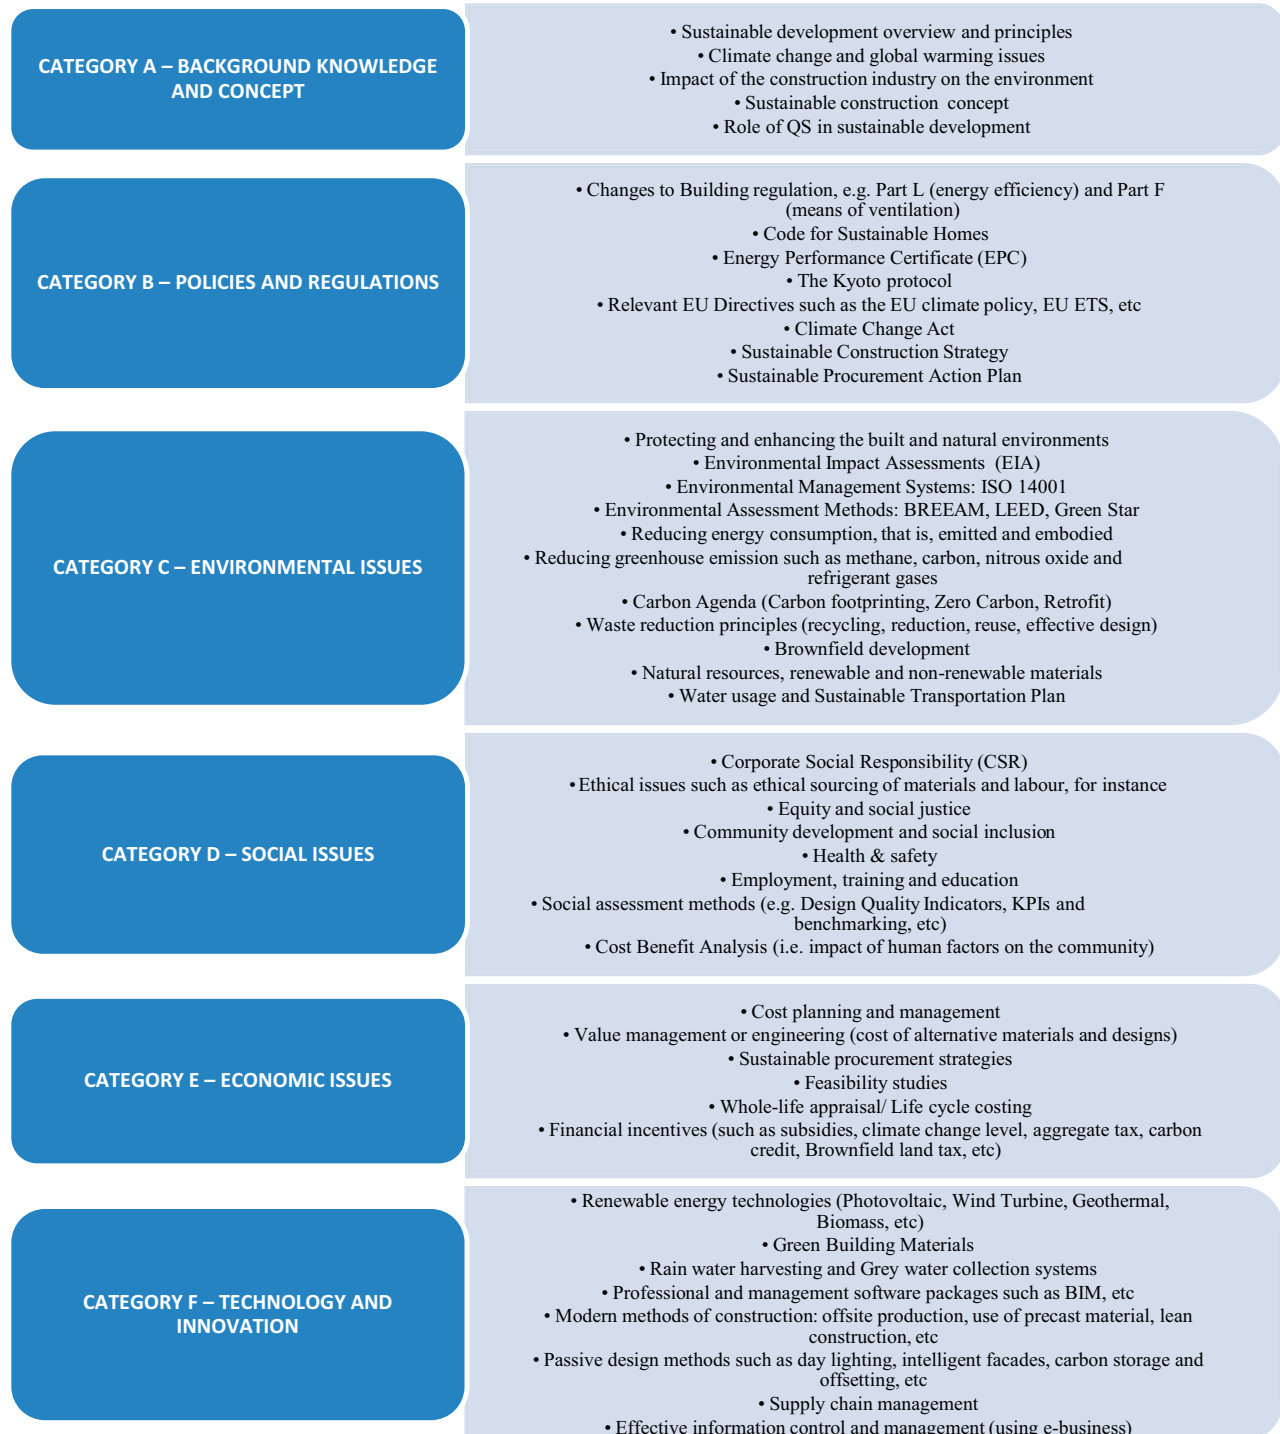 CATEGORY A – BACKGROUND KNOWLEDGE
AND CONCEPT
• Sustainable development overview and principles
• Climate change and global warming issues
• Impact of the construction industry on the environment
• Sustainable construction concept
• Role of QS in sustainable development
CATEGORY B – POLICIES AND REGULATIONS
• Changes to Building regulation, e.g. Part L (energy efficiency) and Part F
(means of ventilation)
• Code for Sustainable Homes
• Energy Performance Certificate (EPC)
• The Kyoto protocol
• Relevant EU Directives such as the EU climate policy, EU ETS, etc
• Climate Change Act
• Sustainable Construction Strategy
• Sustainable Procurement Action Plan
CATEGORY C – ENVIRONMENTAL ISSUES
• Protecting and enhancing the built and natural environments
• Environmental Impact Assessments (EIA)
• Environmental Management Systems: ISO 14001
• Environmental Assessment Methods: BREEAM, LEED, Green Star
• Reducing energy consumption, that is, emitted and embodied
• Reducing greenhouse emission such as methane, carbon, nitrous oxide and
refrigerant gases
• Carbon Agenda (Carbon footprinting, Zero Carbon, Retrofit)
• Waste reduction principles (recycling, reduction, reuse, effective design)
• Brownfield development
• Natural resources, renewable and non-renewable materials
• Water usage and Sustainable Transportation Plan
CATEGORY D – SOCIAL ISSUES
• Corporate Social Responsibility (CSR)
• Ethical issues such as ethical sourcing of materials and labour, for instance
• Equity and social justice
• Community development and social inclusion
• Health & safety
• Employment, training and education
• Social assessment methods (e.g. Design Quality Indicators, KPIs and
benchmarking, etc)
• Cost Benefit Analysis (i.e. impact of human factors on the community)
CATEGORY E – ECONOMIC ISSUES
• Cost planning and management
• Value management or engineering (cost of alternative materials and designs)
• Sustainable procurement strategies
• Feasibility studies
• Whole-life appraisal/ Life cycle costing
• Financial incentives (such as subsidies, climate change level, aggregate tax, carbon
credit, Brownfield land tax, etc)
CATEGORY F – TECHNOLOGY AND
INNOVATION
• Renewable energy technologies (Photovoltaic, Wind Turbine, Geothermal,
Biomass, etc)
• Green Building Materials
• Rain water harvesting and Grey water collection systems
• Professional and management software packages such as BIM, etc
• Modern methods of construction: offsite production, use of precast material, lean
construction, etc
• Passive design methods such as day lighting, intelligent facades, carbon storage and
offsetting, etc
• Supply chain management
• Effective information control and management (using e-business)